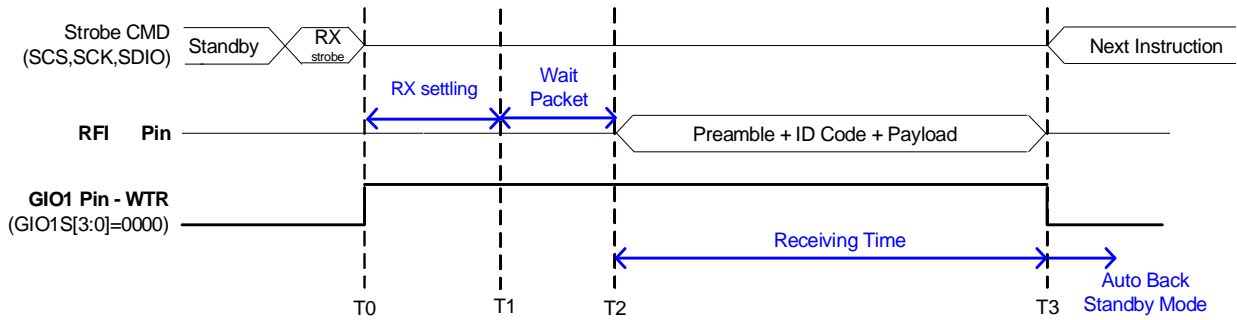 Strobe CMD
(SCS,SCK,SDIO)
Standby
RX
strobe
Next Instruction
RX settling
Wait
Packet
RFI Pin
Preamble + ID Code + Payload
GIO1 Pin - WTR
(GIO1S[3:0]=0000)
Receiving Time
T0
T1
T2
T3
Auto Back
Standby Mode